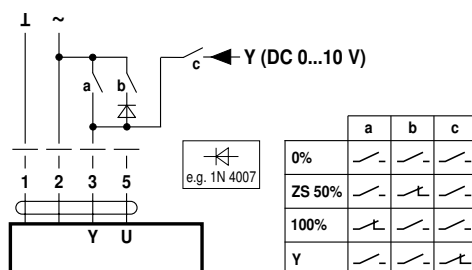 ⊥ ~
a b c Y (DC 0...10 V)
1 2 3 5
Y U
e.g. 1N 4007
a b c
0%
ZS 50%
100%
Y